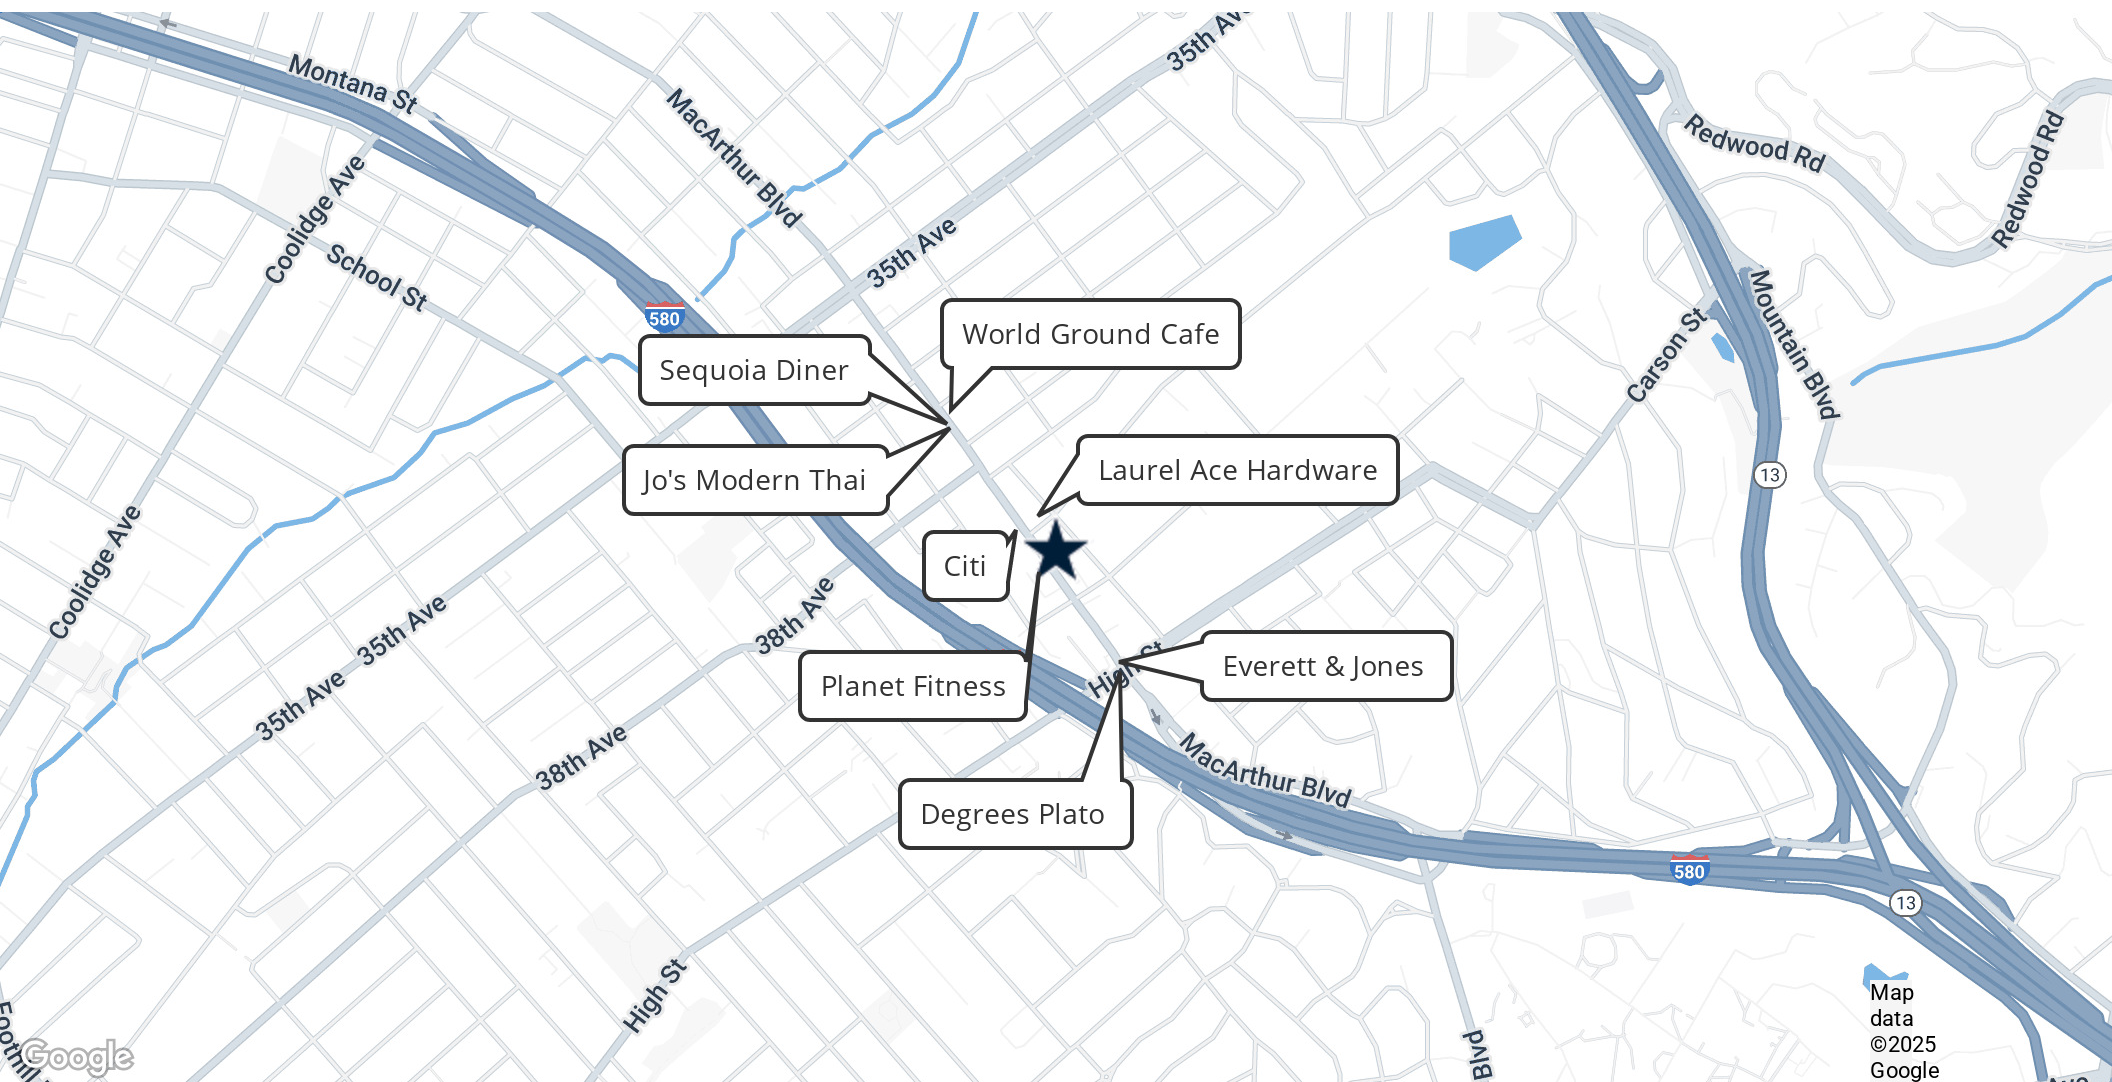 35th Ave
Montana St
MacArthur Blvd
Redwood Rd
Redwood Rd
Coolidge Ave
School St
35th Ave
580
World Ground Cafe
Sequoia Diner
Mountain Blvd
Carson St
Laurel Ace Hardware
Jo's Modern Thai
13
Citi
Coolidge Ave
35th Ave
38th Ave
High St
Everett & Jones
Planet Fitness
35th Ave
38th Ave
MacArthur Blvd
Degrees Plato
580
13
High St
Map
data
©2025
Google
Blvd
Foothill
Google